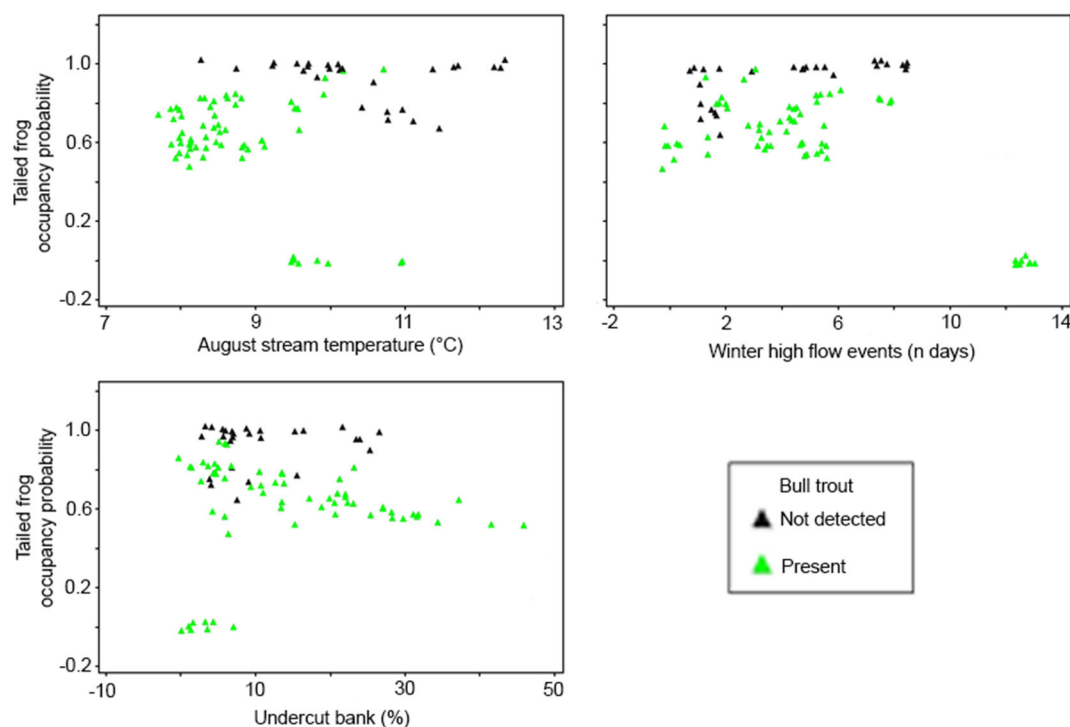 Tailed frog
occupancy probability
1.0
0.6
0.2
-0.2
7
9
11
13
August stream temperature (°C)
-2
2
6
10
14
Winter high flow events (n days)
Tailed frog
occupancy probability
1.0
0.6
0.2
-0.2
-10
10
30
50
Undercut bank (%)
Bull trout
Not detected
Present